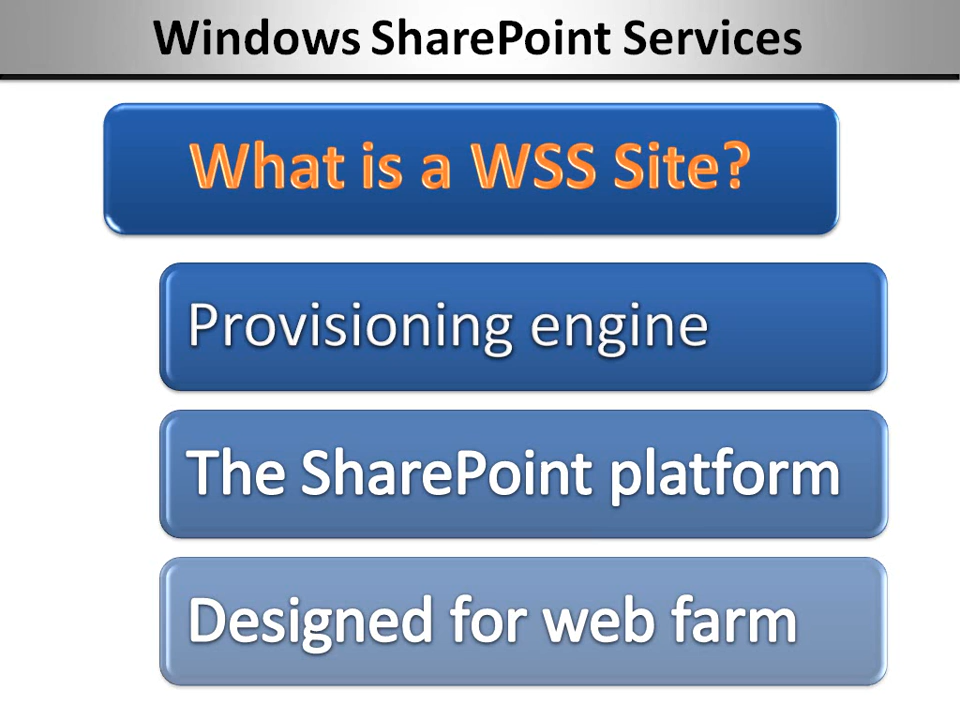 Windows SharePoint Services
What is a WSS Site?
Provisioning engine
The SharePoint platform
Designed for web farm